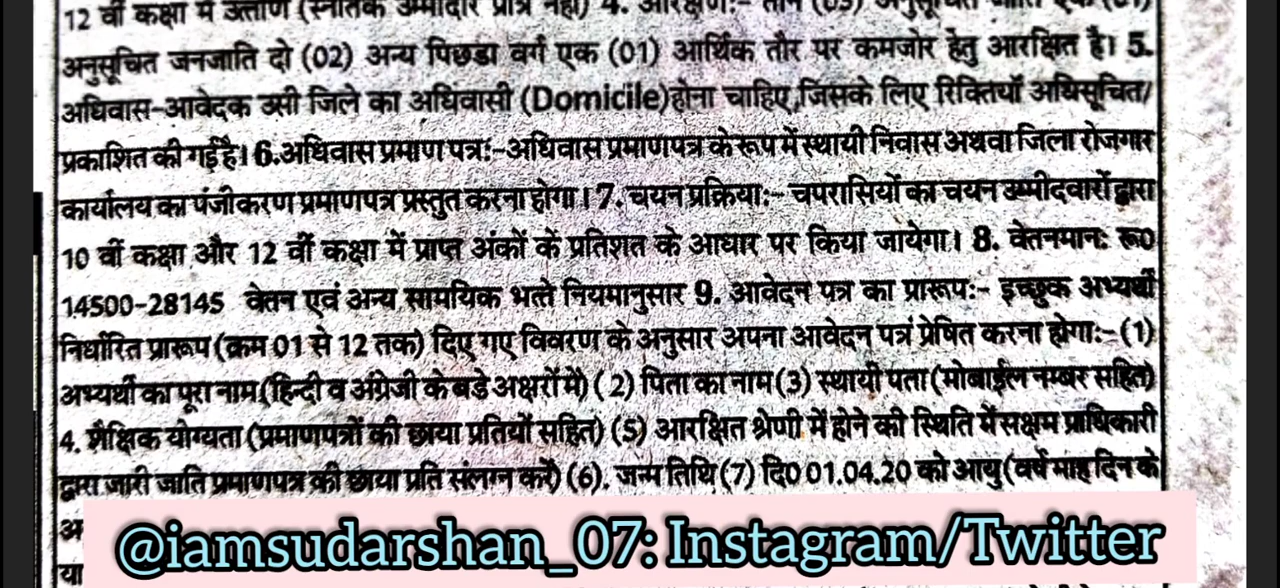 12 वीं कक्षा में उत्तीर्ण (स्नातक उम्मीदार पात्र नहीं) 4. आरक्षण:- तीन (03) अनुसूचित जाति एक (01)
अनुसूचित जनजाति दो (02) अन्य पिछडा वर्ग एक (01) आर्थिक तौर पर कमजोर हेतु आरक्षित है। 5.
अधिवास-आवेदक उसी जिले का अधिवासी (Domicile) होना चाहिए, जिसके लिए रिक्तियाँ अधिसूचित/
प्रकाशित की गई है। 6. अधिवास प्रमाण पत्र:-अधिवास प्रमाणपत्र के रूप में स्थायी निवास अथवा जिला रोजगार
कार्यालय का पंजीकरण प्रमाणपत्र प्रस्तुत करना होगा। 7. चयन प्रक्रिया:- चपरासियों का चयन उम्मीदवारों द्वारा
10 वीं कक्षा और 12 वीं कक्षा में प्राप्त अंकों के प्रतिशत के आधार पर किया जायेगा। 8. वेतनमान: रू0
14500-28145 वेतन एवं अन्य सामयिक भत्ते नियमानुसार 9. आवेदन पत्र का प्रारूप:- इच्छुक अभ्यर्थी
निर्धारित प्रारूप (क्रम 01 से 12 तक) दिए गए विवरण के अनुसार अपना आवेदन पत्र प्रेषित करना होगा:- (1)
अभ्यर्थी का पूरा नाम (हिन्दी व अंग्रेजी के बडे अक्षरों में) (2) पिता का नाम (3) स्थायी पता (मोबाईल नम्बर सहित)
4. शैक्षिक योग्यता (प्रमाणपत्रों की छाया प्रतियों सहित) (5) आरक्षित श्रेणी में होने की स्थिति में सक्षम प्राधिकारी
द्वारा जारी जाति प्रमाणपत्र की छाया प्रति संलग्न करें) (6). जन्म तिथि (7) दि0 01.04.20 को आयु (वर्ष माह दिन के
@iamsudarshan_07: Instagram/Twitter